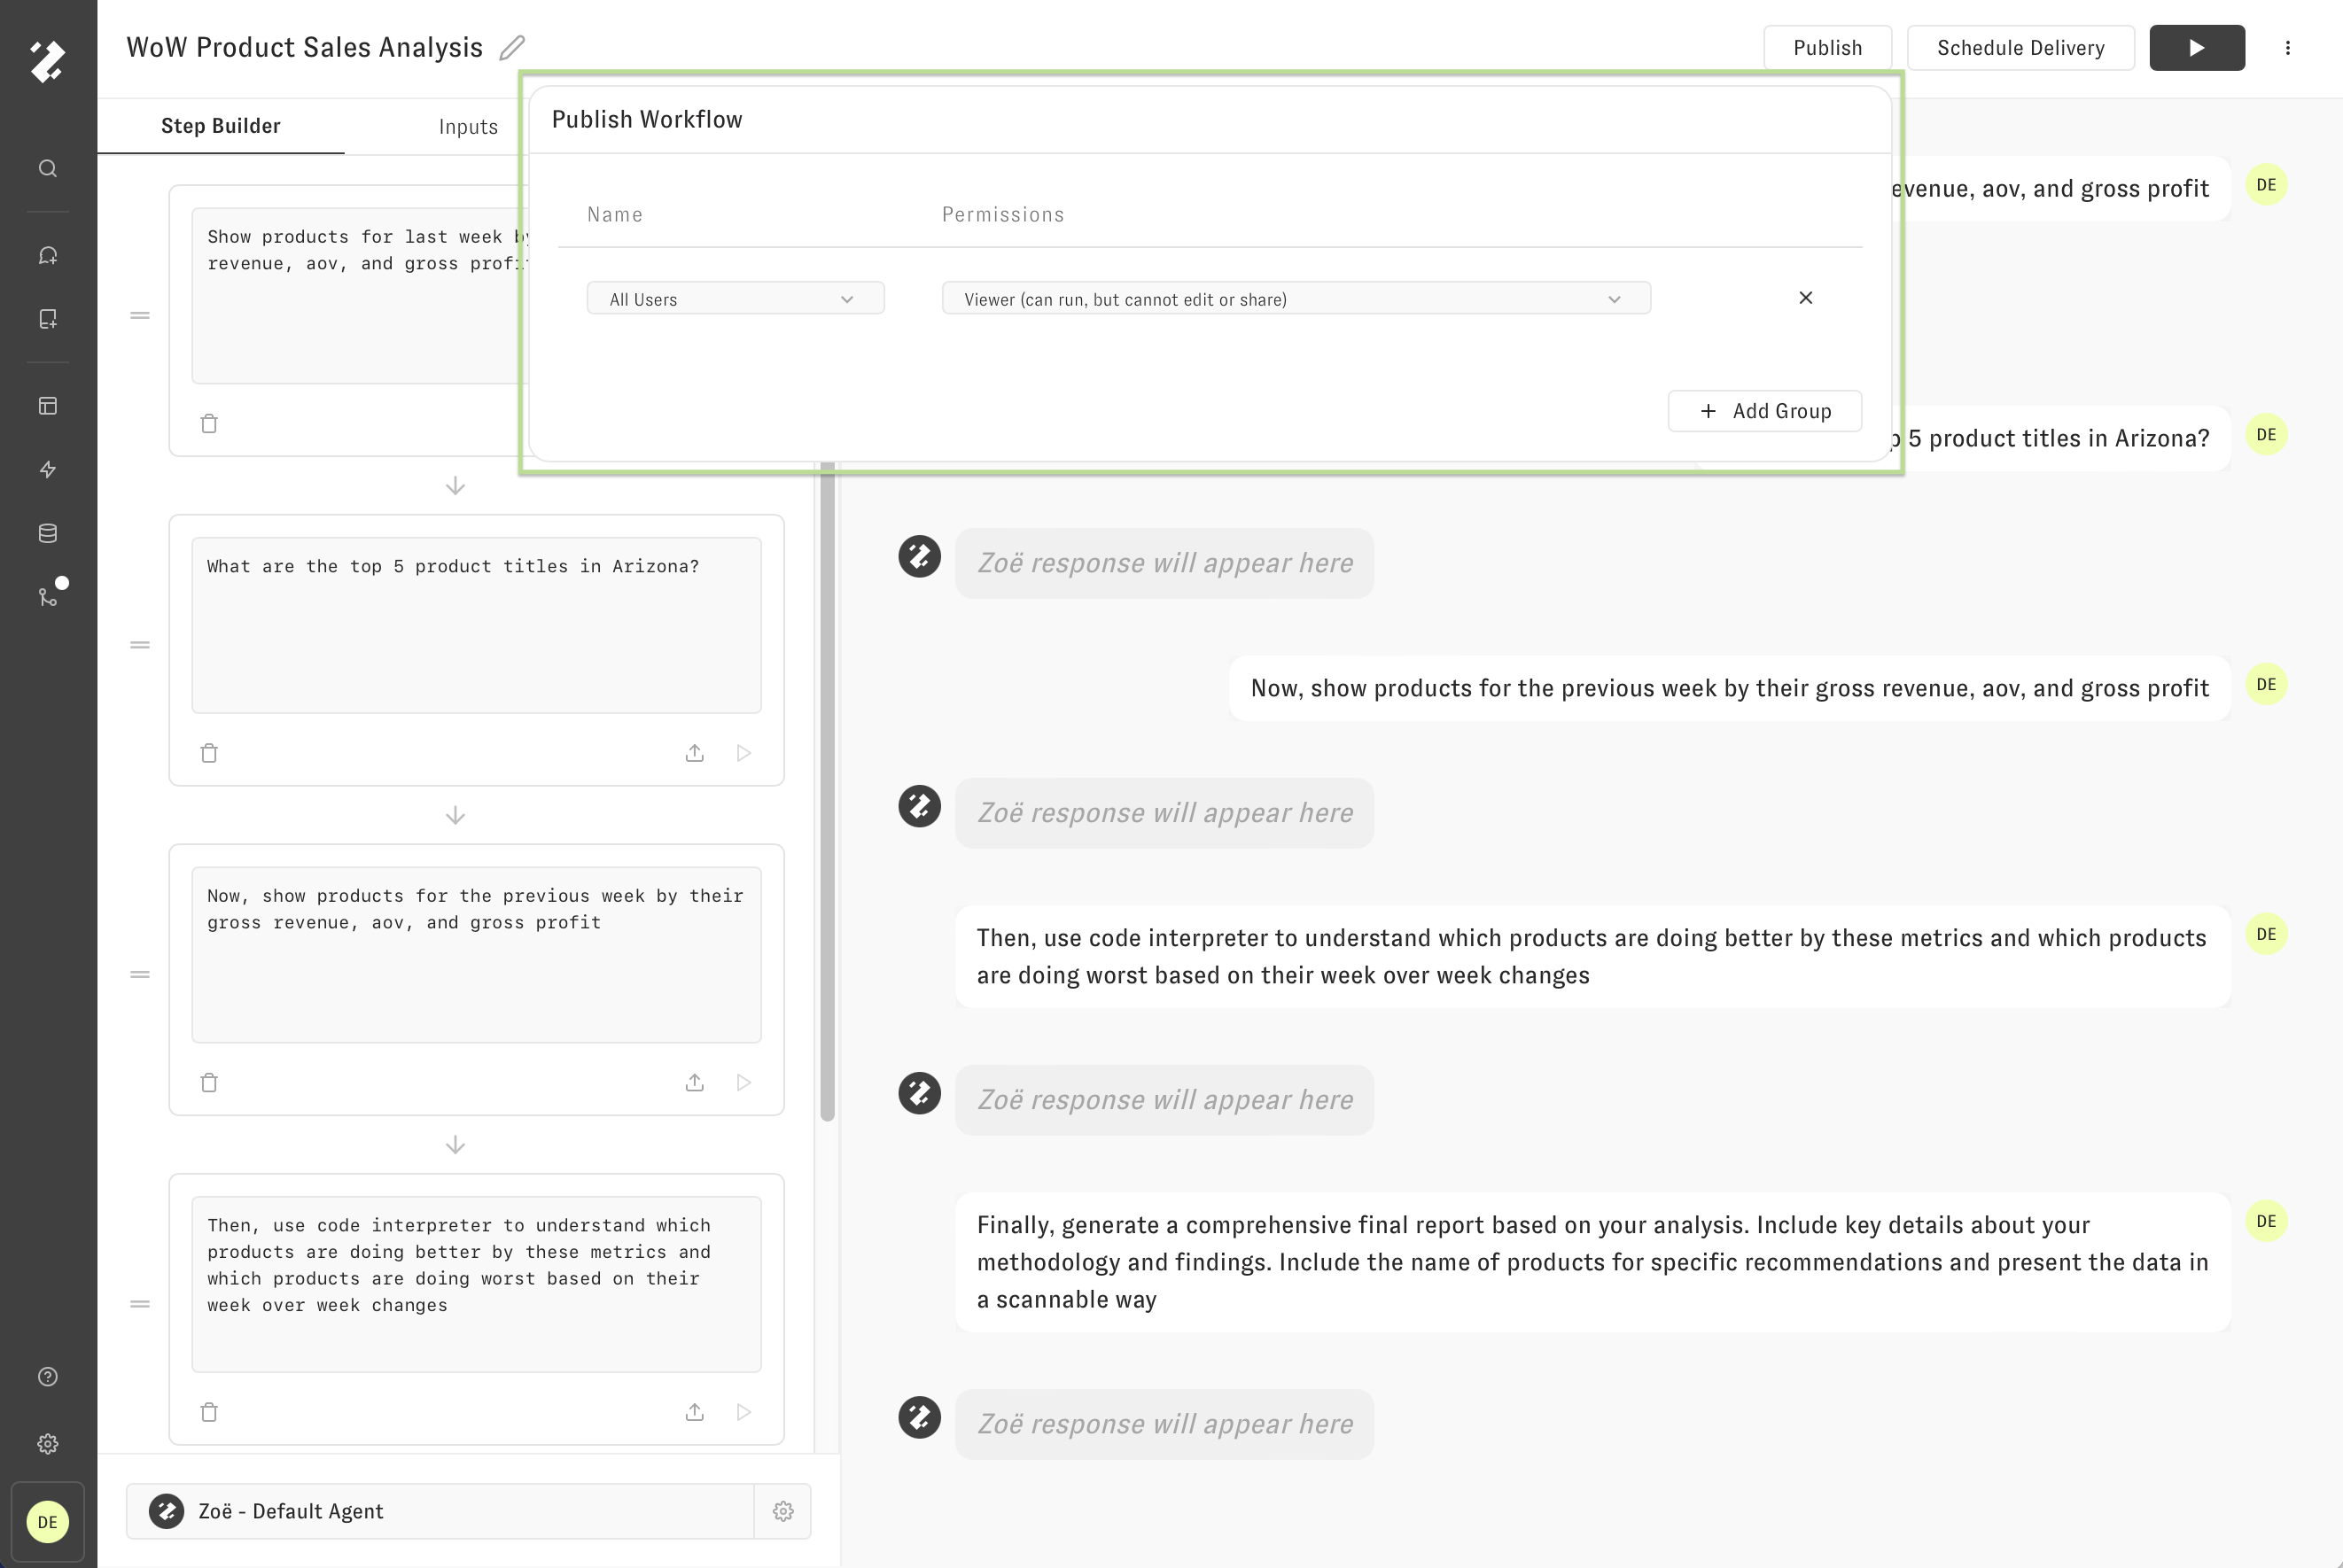 WoW Product Sales Analysis
Publish
Schedule Delivery
Step Builder
Inputs
Publish Workflow
Name
Permissions
All Users
Viewer (can run, but cannot edit or share)
Add Group
Show products for last week by
revenue, aov, and gross profit
What are the top 5 product titles in Arizona?
Now, show products for the previous week by their
gross revenue, aov, and gross profit
Then, use code interpreter to understand which
products are doing better by these metrics and
which products are doing worst based on their
week over week changes
Zoë - Default Agent
DE
revenue, aov, and gross profit
DE
5 product titles in Arizona?
DE
Zoë response will appear here
Now, show products for the previous week by their gross revenue, aov, and gross profit
DE
Zoë response will appear here
Then, use code interpreter to understand which products are doing better by these metrics and which products
are doing worst based on their week over week changes
DE
Zoë response will appear here
Finally, generate a comprehensive final report based on your analysis. Include key details about your
methodology and findings. Include the name of products for specific recommendations and present the data in
a scannable way
DE
Zoë response will appear here